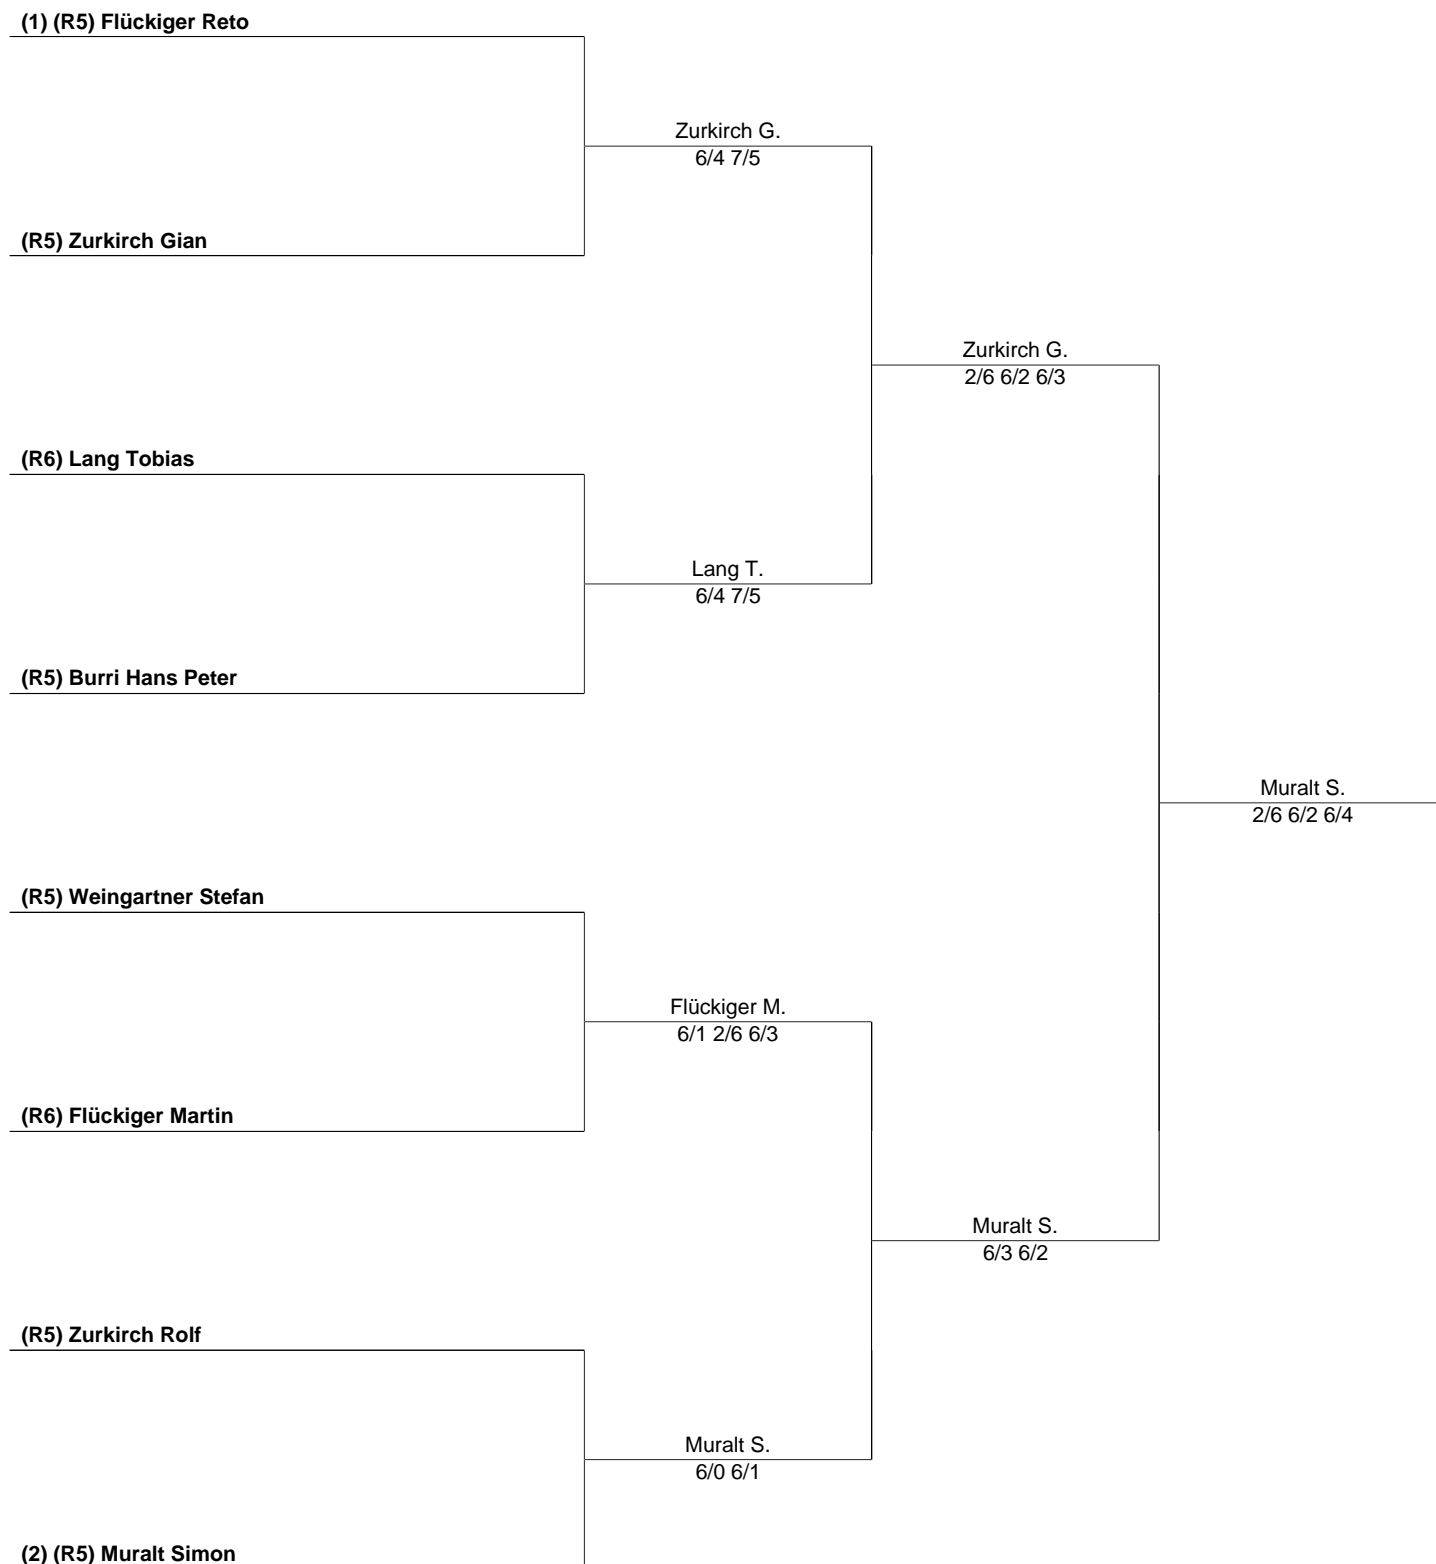 (1) (R5) Flückiger Reto
Zurkirch G.
6/4 7/5
(R5) Zurkirch Gian
Zurkirch G.
2/6 6/2 6/3
(R6) Lang Tobias
Lang T.
6/4 7/5
(R5) Burri Hans Peter
Muralt S.
2/6 6/2 6/4
(R5) Weingartner Stefan
Flückiger M.
6/1 2/6 6/3
(R6) Flückiger Martin
Muralt S.
6/3 6/2
(R5) Zurkirch Rolf
Muralt S.
6/0 6/1
(2) (R5) Muralt Simon